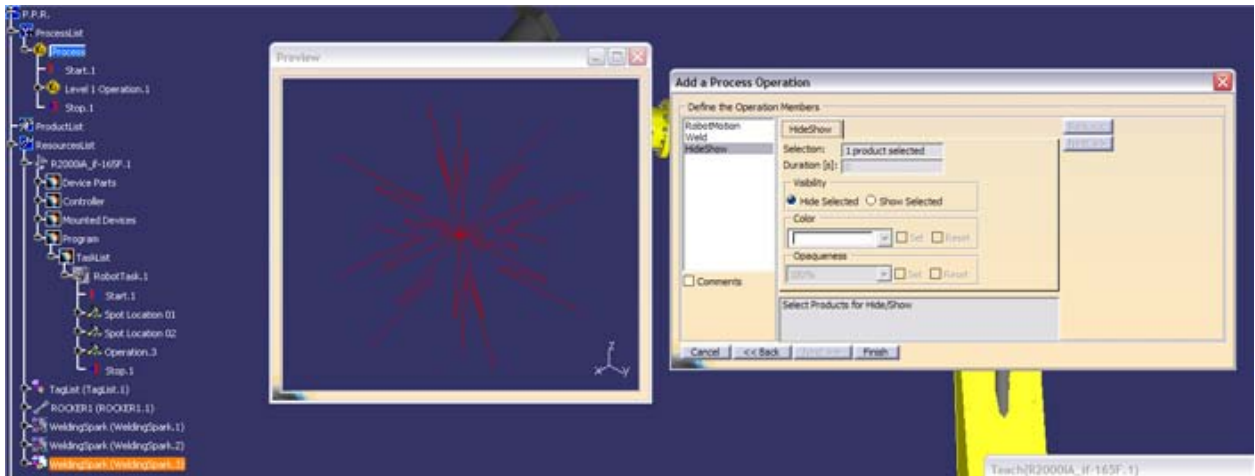 P.P.R.
ProcessList
Process
Start.1
Level 1 Operation.1
Stop.1
ProductList
ResourcesList
R2000iA_if-165F.1
Device Parts
Controller
Mounted Devices
Program
TaskList
RobotTask.1
Start.1
Spot Location 01
Spot Location 02
Operation.3
Stop.1
TagList (TagList.1)
ROCKER1 (ROCKER1.1)
WeldingSpark (WeldingSpark.1)
WeldingSpark (WeldingSpark.2)
WeldingSpark (WeldingSpark.3)
Preview
z
x
y
Add a Process Operation
Define the Operation Members
RobotMotion
Weld
HideShow
Comments
HideShow
Selection: 1 product selected
Duration [s]:
Visibility
Hide Selected Show Selected
Color
Set Reset
Opaqueness
100% Set Reset
Select Products for Hide/Show
Cancel << Back Next >> Finish
Teach(R2000iA_if-165F.1)